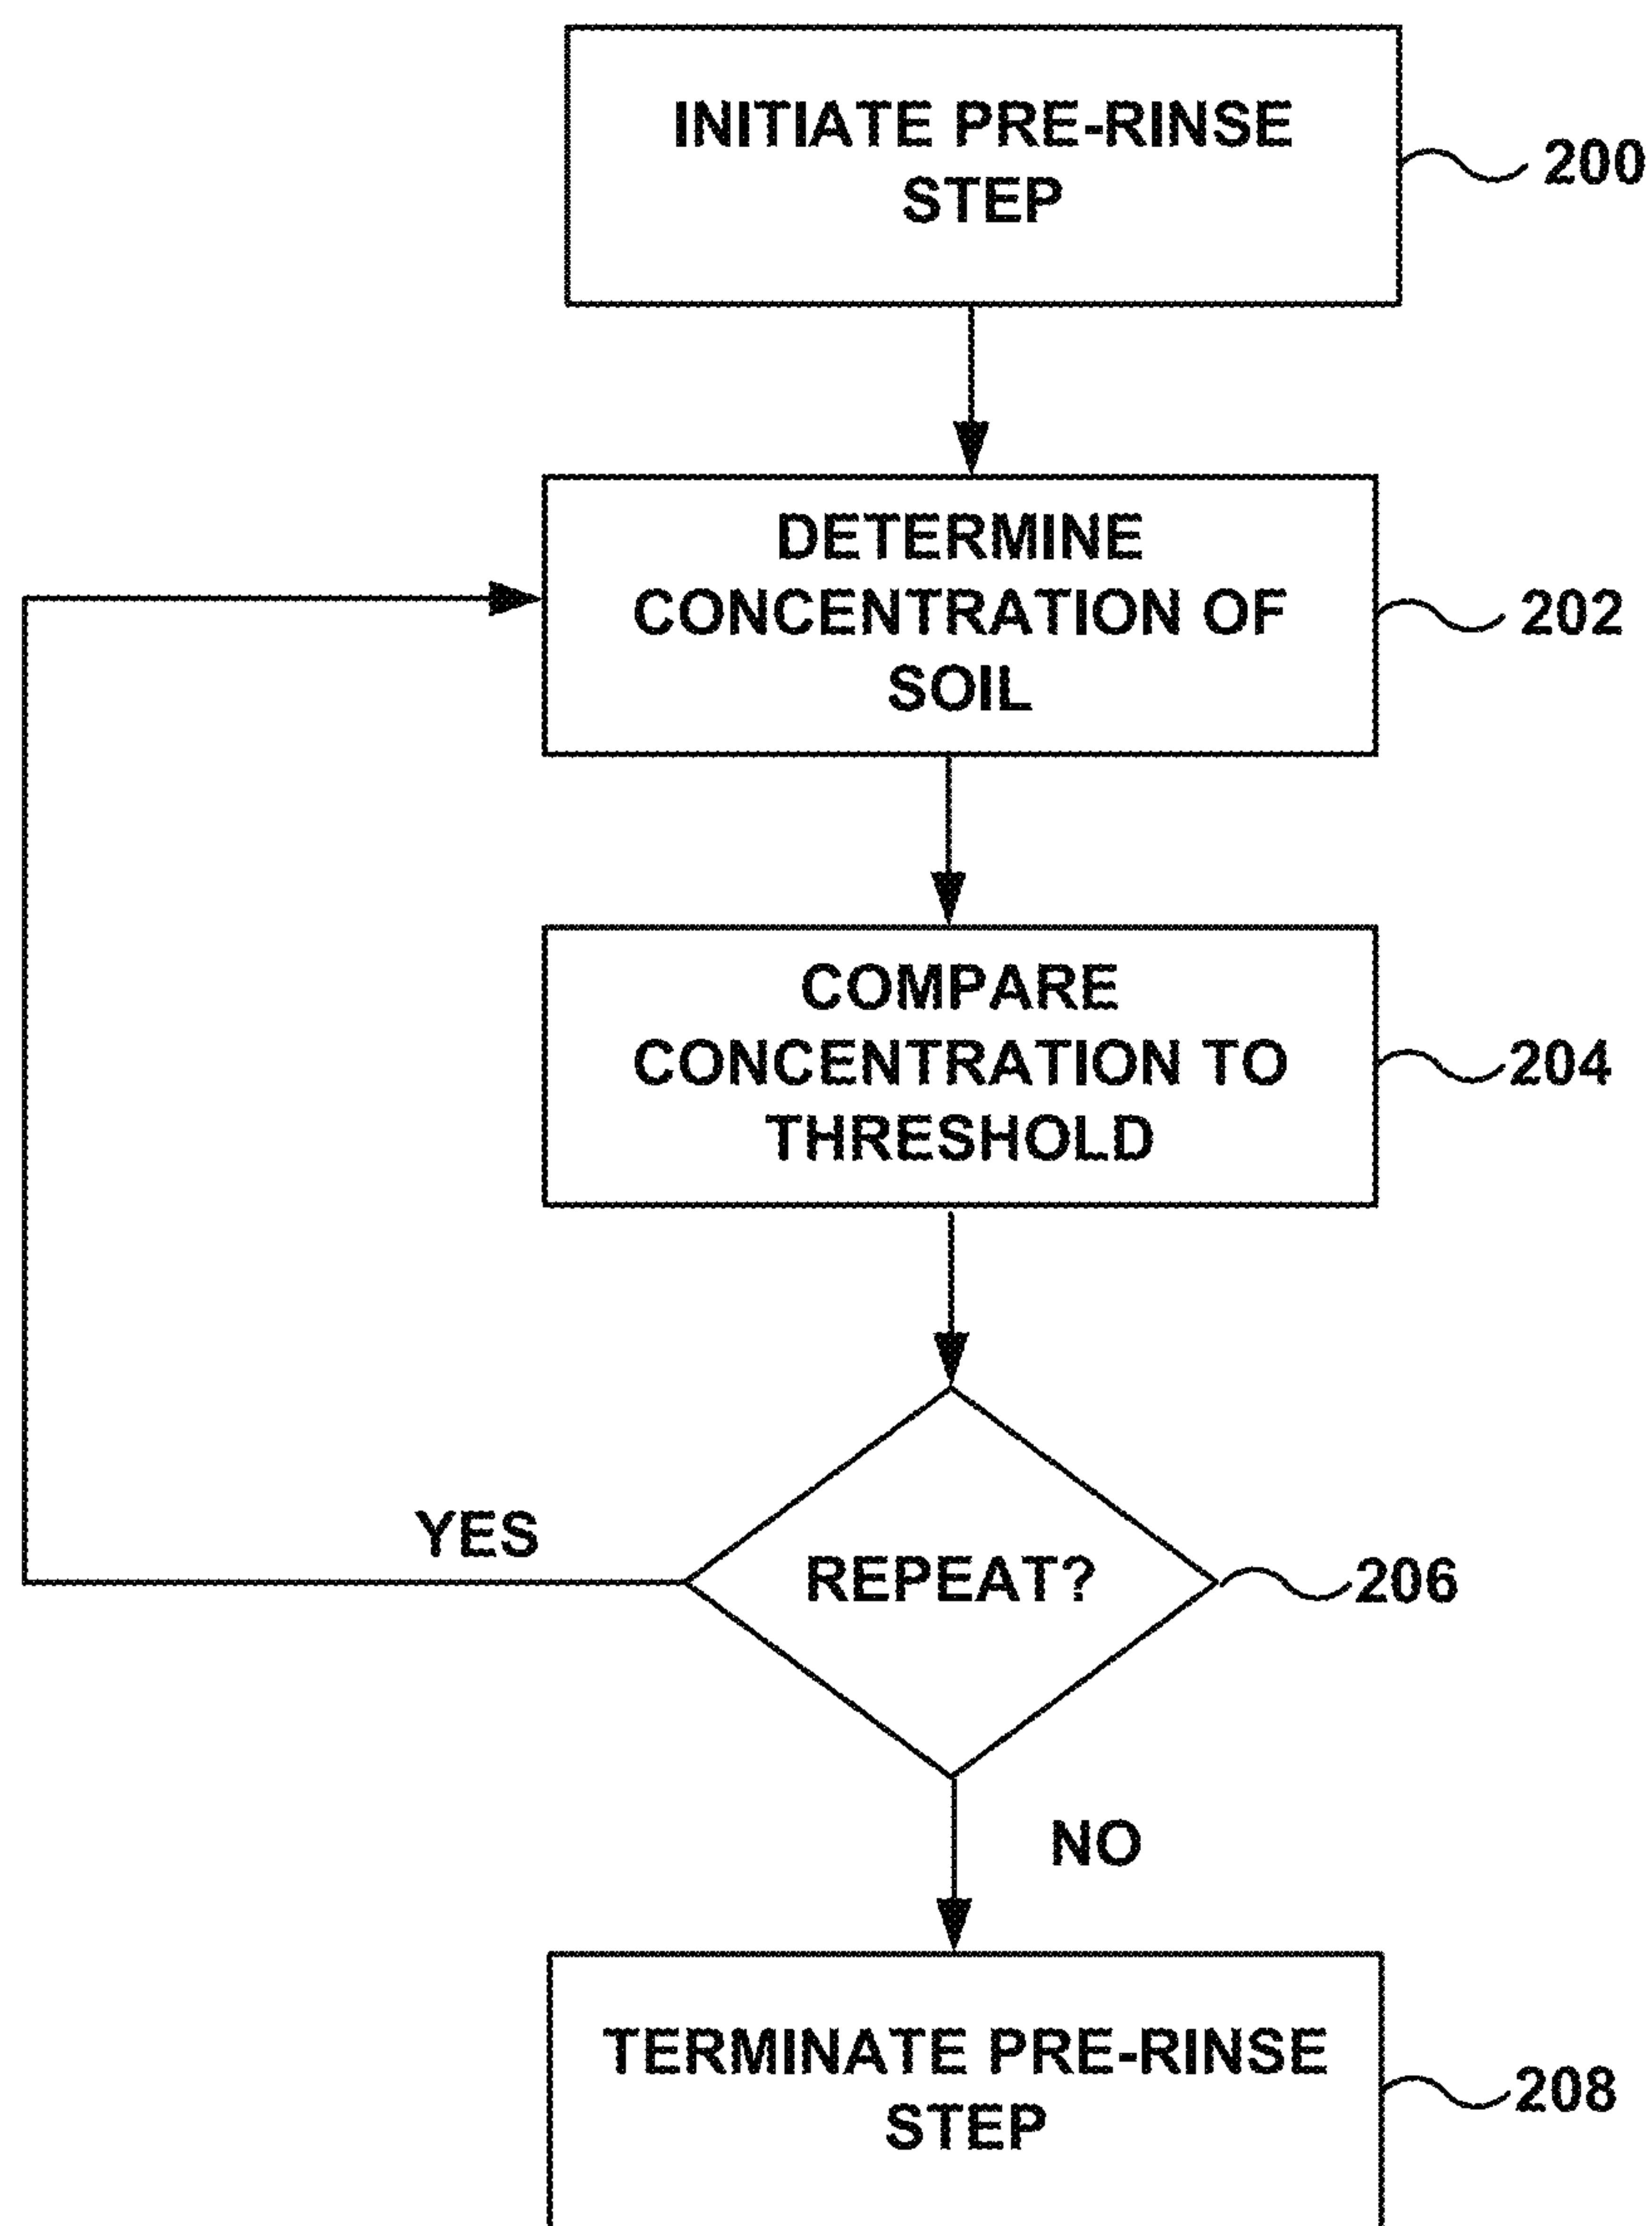 INITIATE PRE-RINSE
STEP
200
DETERMINE
CONCENTRATION OF
SOIL
202
COMPARE
CONCENTRATION TO
THRESHOLD
204
YES
REPEAT?
206
NO
TERMINATE PRE-RINSE
STEP
208